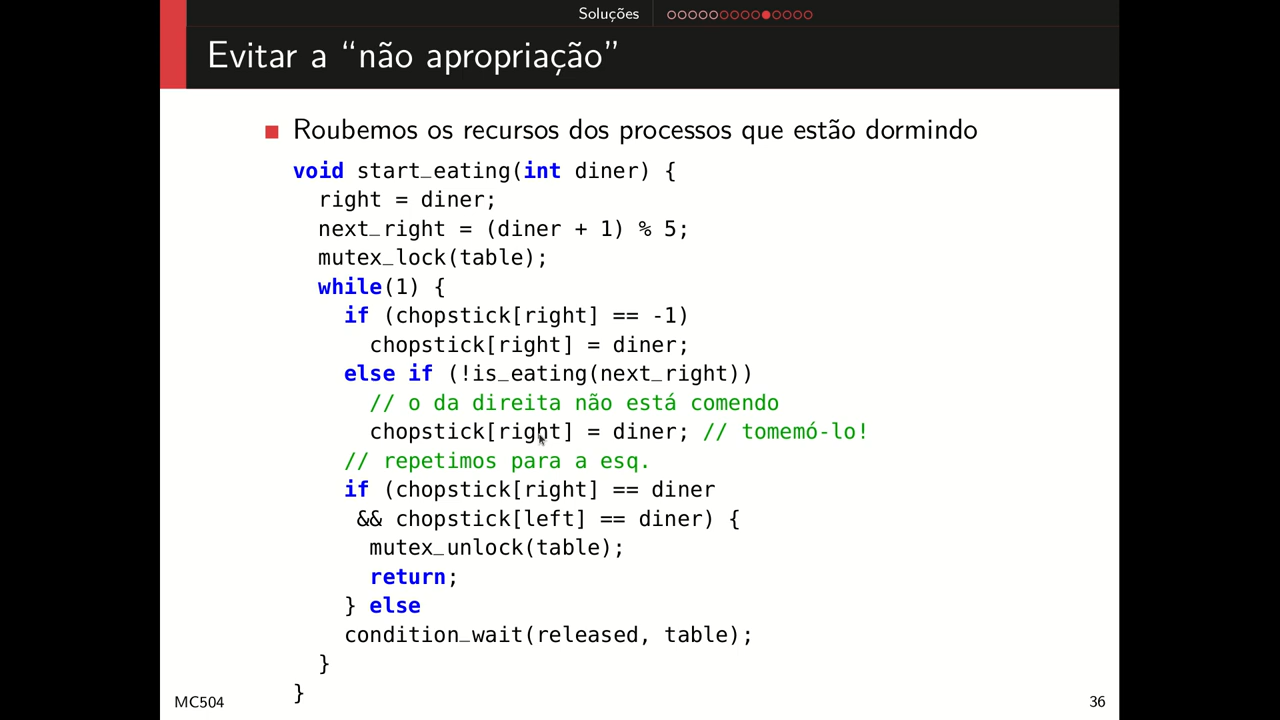 Soluções
Evitar a “não apropriação”
Roubemos os recursos dos processos que estão dormindo
void start_eating(int diner) {
right = diner;
next_right = (diner + 1) % 5;
mutex_lock(table);
while(1) {
if (chopstick[right] == -1)
chopstick[right] = diner;
else if (!is_eating(next_right))
// o da direita não está comendo
chopstick[right] = diner; // tomemó-lo!
// repetimos para a esq.
if (chopstick[right] == diner
&& chopstick[left] == diner) {
mutex_unlock(table);
return;
} else
condition_wait(released, table);
}
}
MC504
36